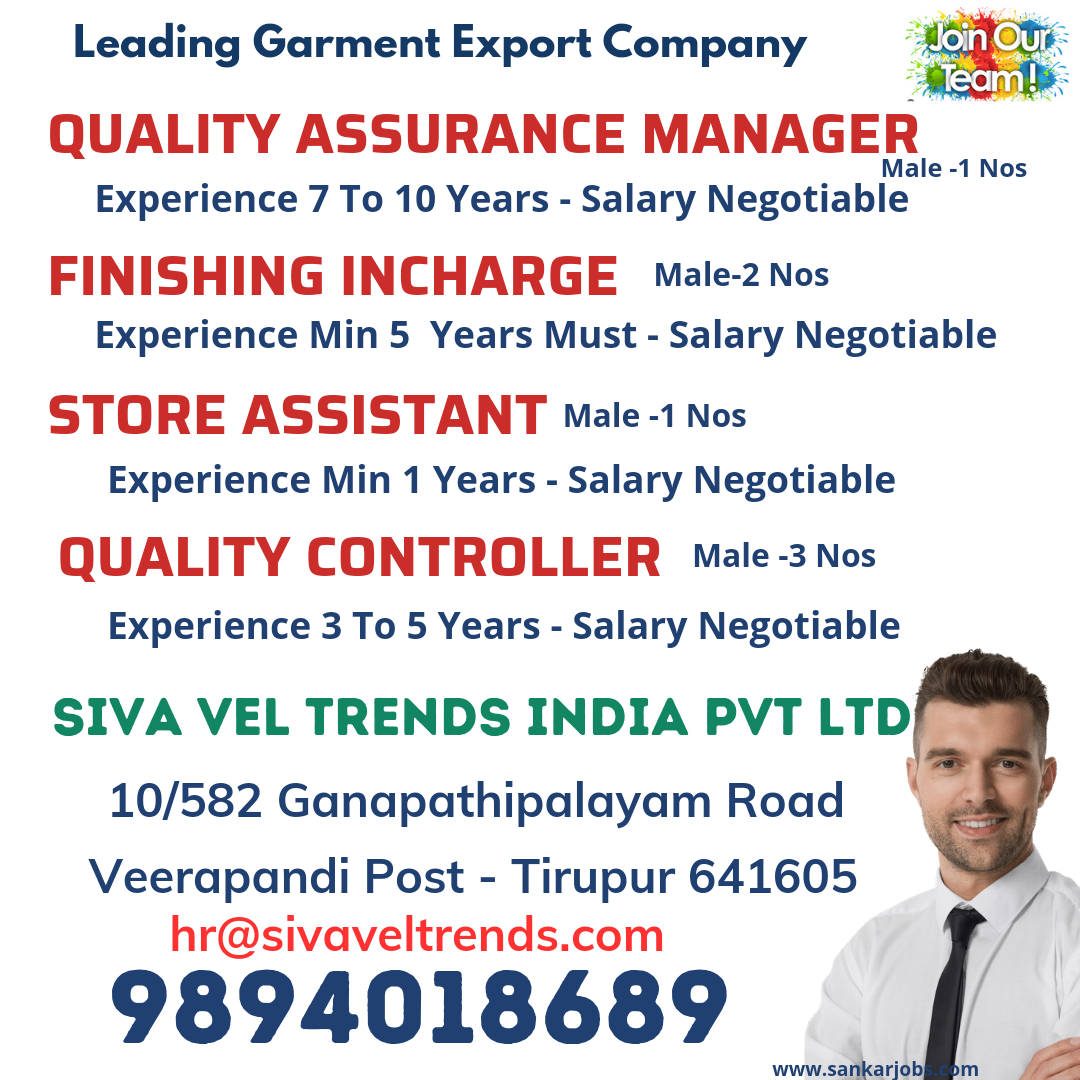 Leading Garment Export Company
Join Our
Team!
QUALITY ASSURANCE MANAGER
Male -1 Nos
Experience 7 To 10 Years - Salary Negotiable
FINISHING INCHARGE Male-2 Nos
Experience Min 5 Years Must - Salary Negotiable
STORE ASSISTANT Male -1 Nos
Experience Min 1 Years - Salary Negotiable
QUALITY CONTROLLER Male -3 Nos
Experience 3 To 5 Years - Salary Negotiable
SIVA VEL TRENDS INDIA PVT LTD
10/582 Ganapathipalayam Road
Veerapandi Post - Tirupur 641605
hr@sivaveltrends.com
9894018689
www.sankarjobs.com